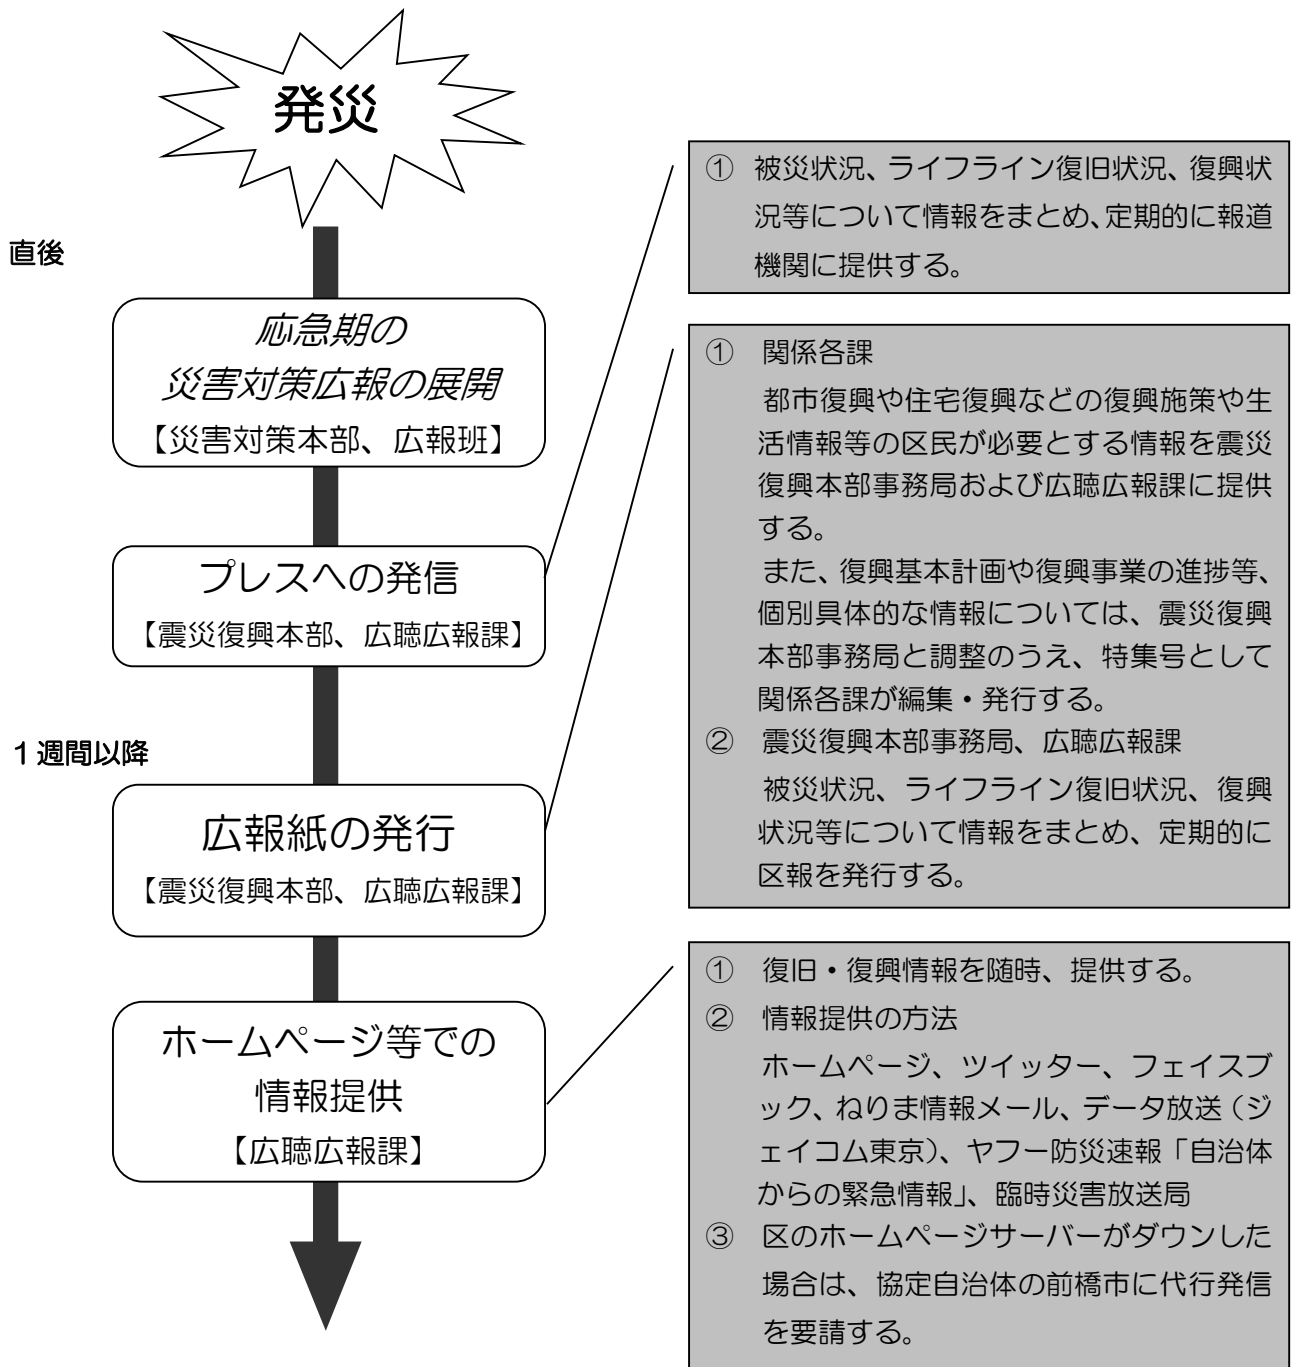 発災
直後
応急期の
災害対策広報の展開
【災害対策本部、広報班】
プレスへの発信
【震災復興本部、広聴広報課】
１週間以降
広報紙の発行
【震災復興本部、広聴広報課】
ホームページ等での
情報提供
【広聴広報課】
① 被災状況、ライフライン復旧状況、復興状
況等について情報をまとめ、定期的に報道
機関に提供する。
① 関係各課
都市復興や住宅復興などの復興施策や生
活情報等の区民が必要とする情報を震災
復興本部事務局および広聴広報課に提供
する。
また、復興基本計画や復興事業の進捗等、
個別具体的な情報については、震災復興
本部事務局と調整のうえ、特集号として
関係各課が編集・発行する。
② 震災復興本部事務局、広聴広報課
被災状況、ライフライン復旧状況、復興
状況等について情報をまとめ、定期的に
区報を発行する。
① 復旧・復興情報を随時、提供する。
② 情報提供の方法
ホームページ、ツイッター、フェイスブ
ック、ねりま情報メール、データ放送（ジ
ェイコム東京）、ヤフー防災速報「自治体
からの緊急情報」、臨時災害放送局
③ 区のホームページサーバーがダウンした
場合は、協定自治体の前橋市に代行発信
を要請する。